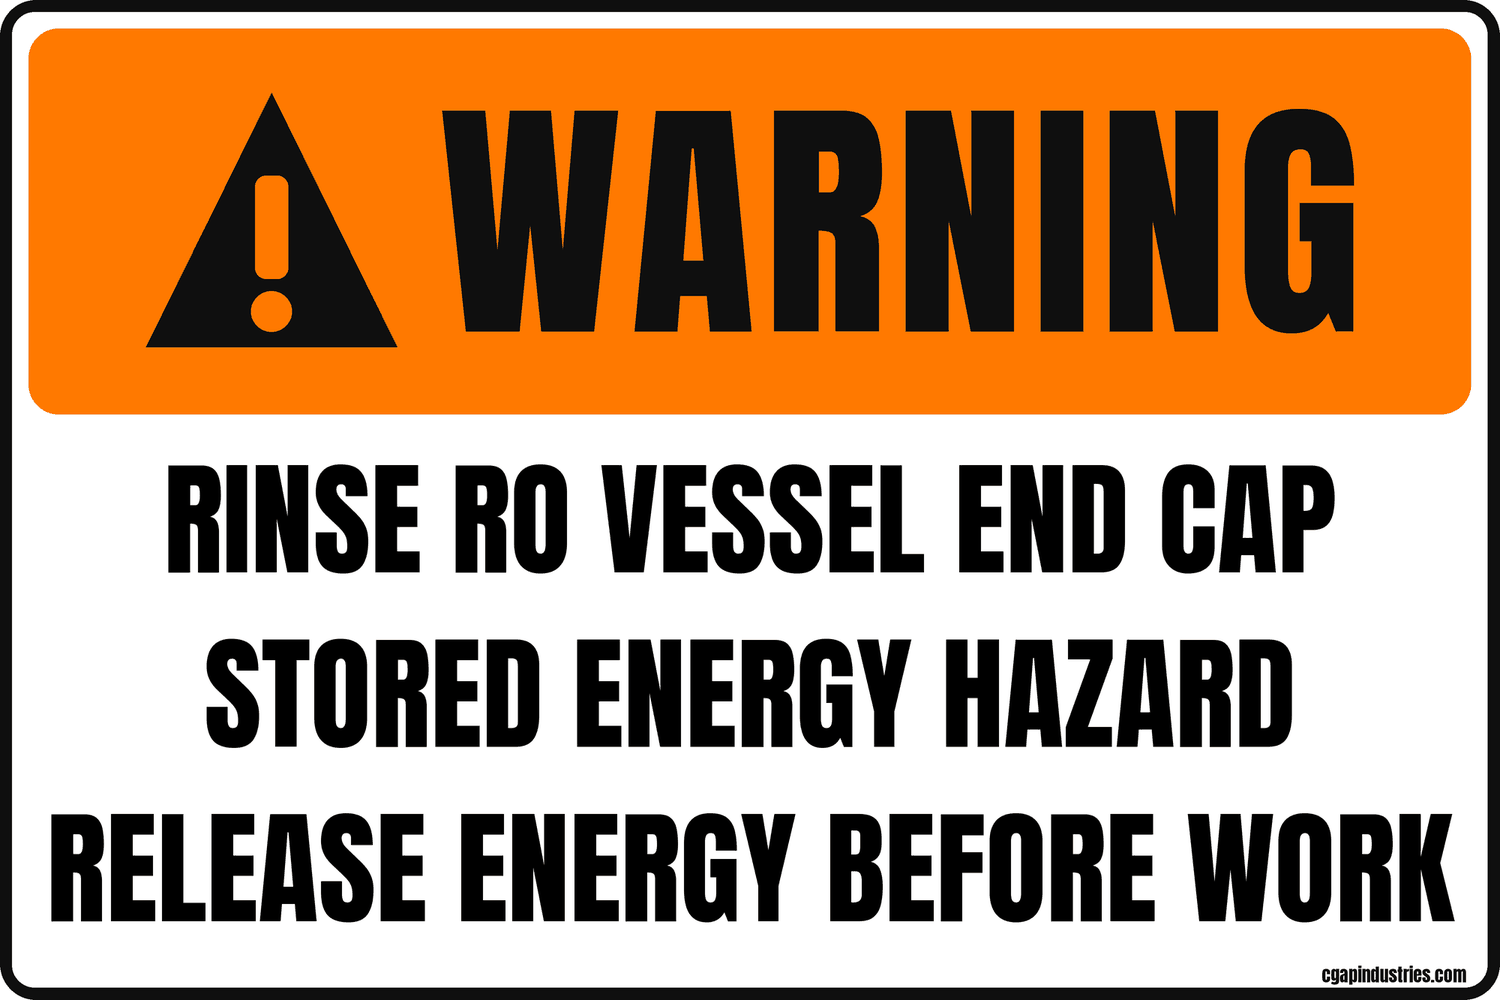 WARNING
RINSE RO VESSEL END CAP
STORED ENERGY HAZARD
RELEASE ENERGY BEFORE WORK
cgapindustries.com